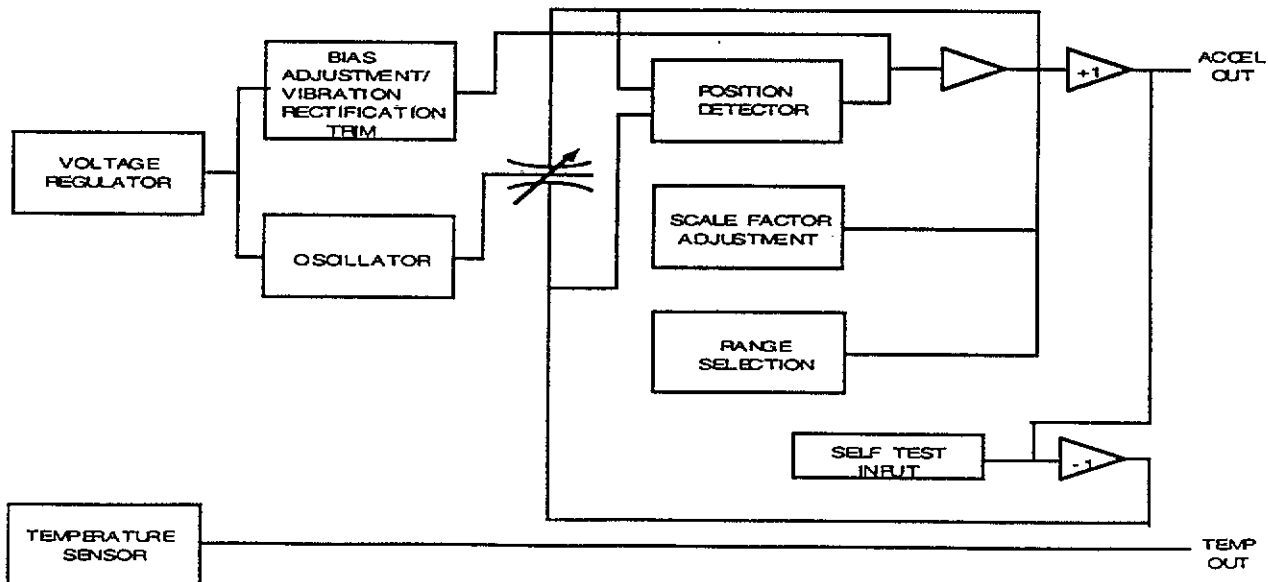 BIAS
ADJUSTMENT/
VIBRATION
RECTIFICATION
TRIM
POSITION
DETECTOR
+1
ACCEL
OUT
VOLTAGE
REGULATOR
SCALE FACTOR
ADJUSTMENT
OSCILLATOR
RANGE
SELECTION
SELF TEST
INPUT
-1
TEMPERATURE
SENSOR
TEMP
OUT